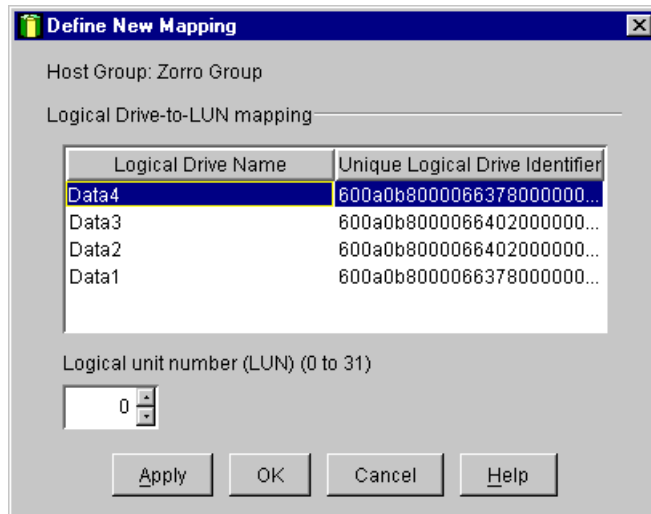 Define New Mapping
Host Group: Zorro Group
Logical Drive-to-LUN mapping
Logical Drive Name Unique Logical Drive Identifier
Data4 600a0b8000066378000000...
Data3 600a0b8000066402000000...
Data2 600a0b8000066402000000...
Data1 600a0b8000066378000000...
Logical unit number (LUN) (0 to 31)
0
Apply OK Cancel Help